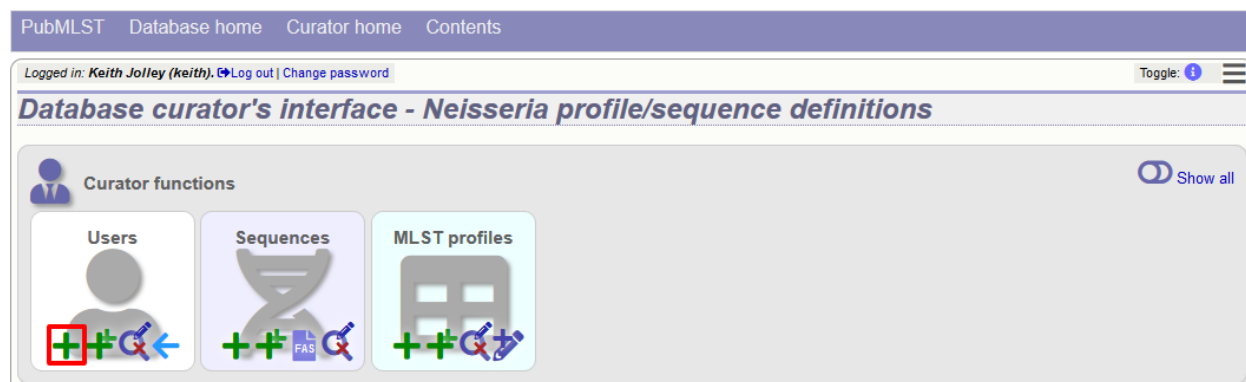 PubMLST Database home Curator home Contents
Logged in: Keith Jolley (keith). Log out | Change password Toggle: i
Database curator's interface - Neisseria profile/sequence definitions
Curator functions Show all
Users Sequences MLST profiles
FAS